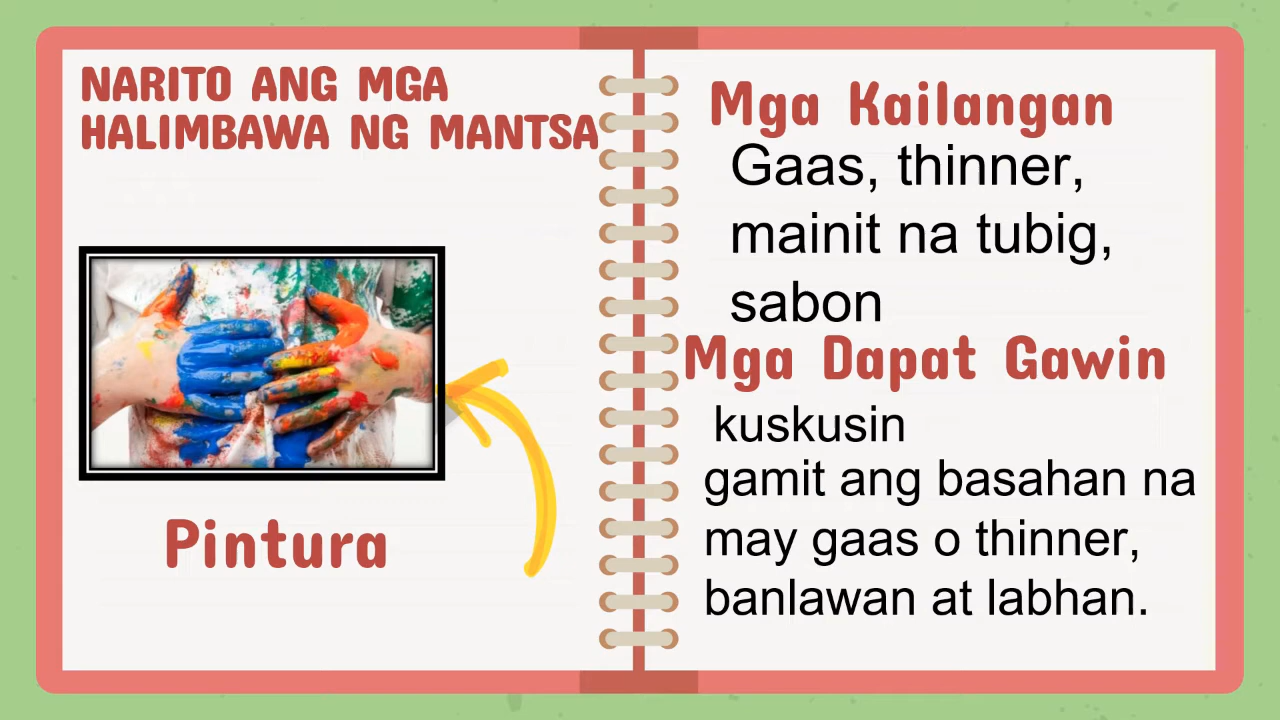 NARITO ANG MGA
HALIMBAWA NG MANTSA
Pintura
Mga Kailangan
Gaas, thinner,
mainit na tubig,
sabon
Mga Dapat Gawin
kuskusin
gamit ang basahan na
may gaas o thinner,
banlawan at labhan.